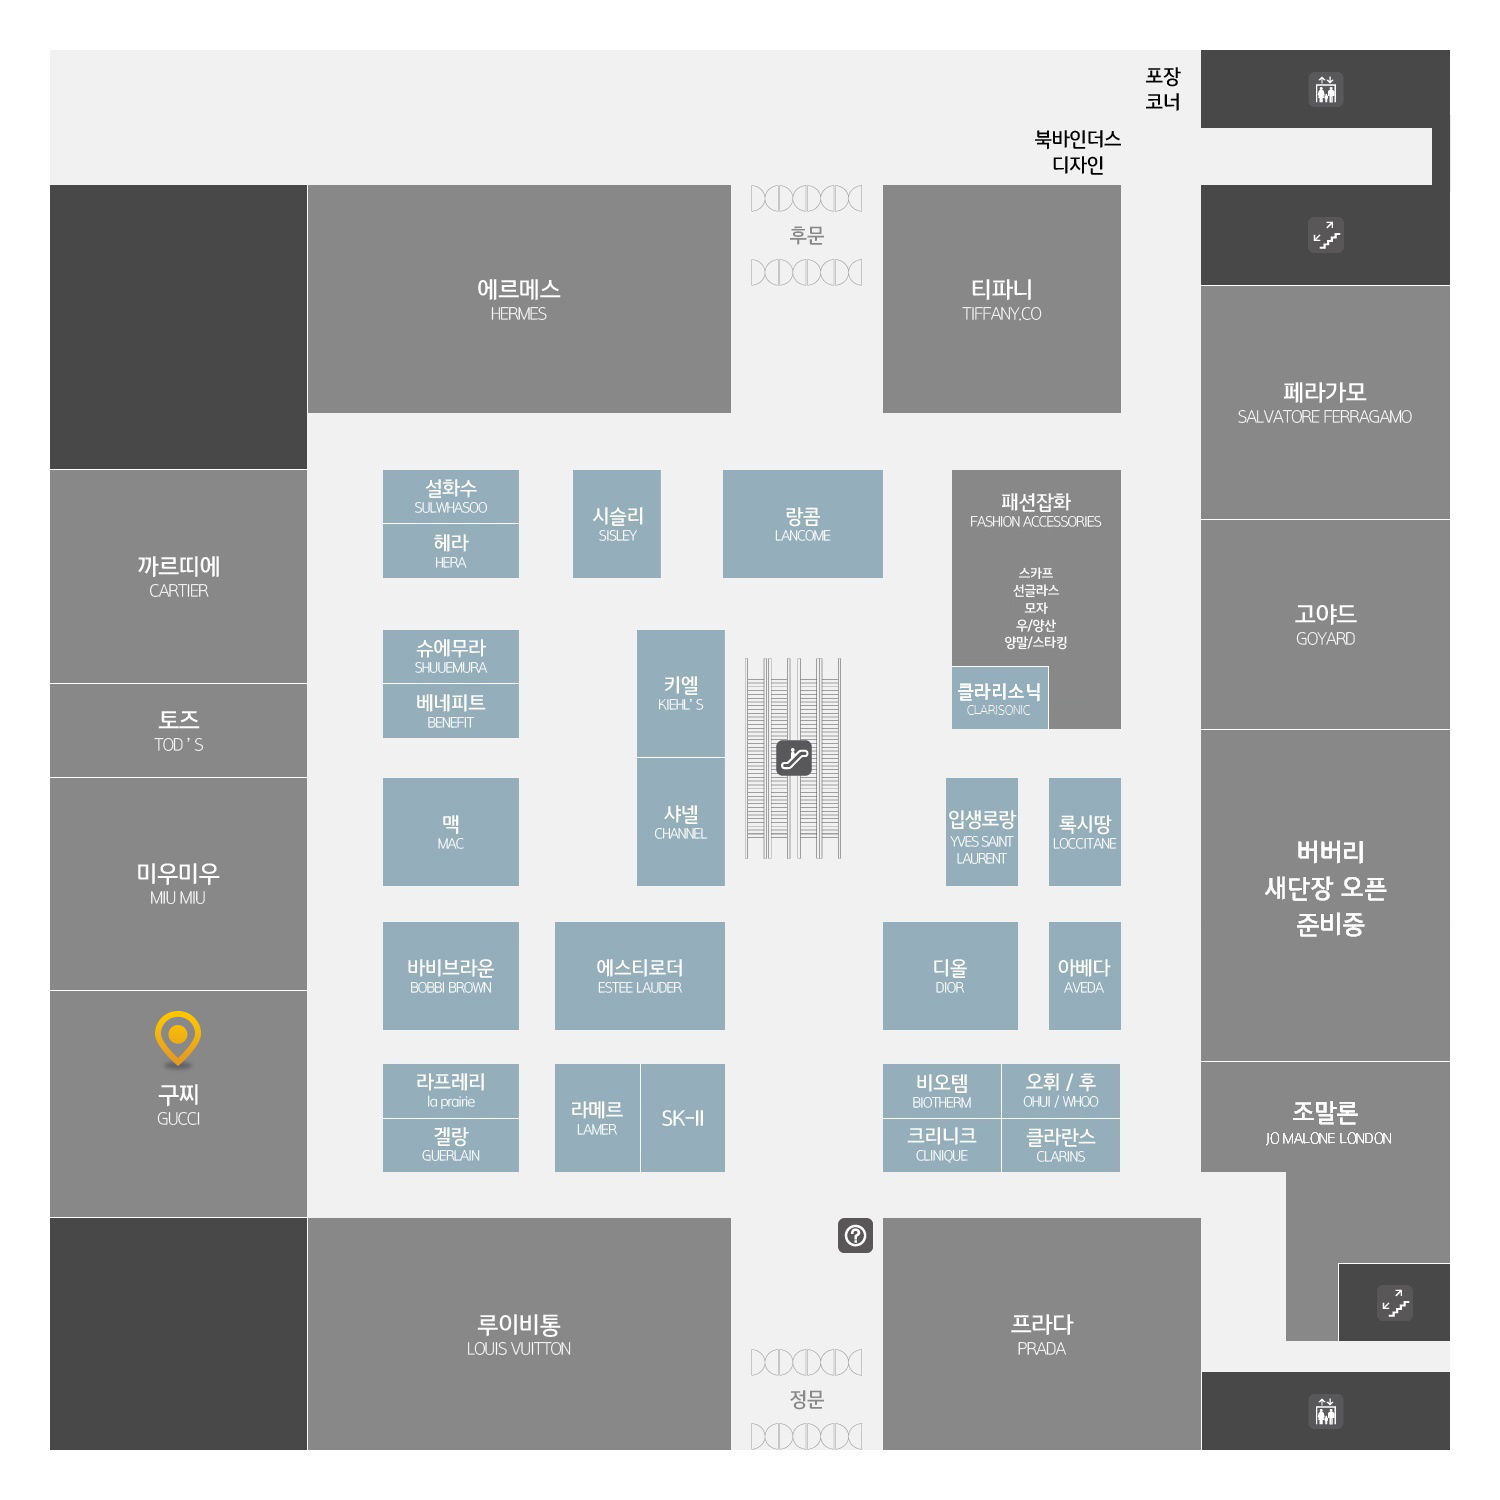 포장
코너
북바인더스
디자인
후문
에르메스
HERMES
티파니
TIFFANY.CO
페라가모
SALVATORE FERRAGAMO
까르띠에
CARTIER
설화수
SULWHASOO
헤라
HERA
시슬리
SISLEY
랑콤
LANCOME
패션잡화
FASHION ACCESSORIES
스카프
선글라스
모자
우/양산
양말/스타킹
클라리소닉
CLARISONIC
고야드
GOYARD
슈에무라
SHUUEMURA
베네피트
BENEFIT
키엘
KIEHL' S
토즈
TOD ' S
미우미우
MIU MIU
맥
MAC
샤넬
CHANNEL
입생로랑
YVES SAINT
LAURENT
록시땅
LOCCITANE
버버리
새단장 오픈
준비중
바비브라운
BOBBI BROWN
에스티로더
ESTEE LAUDER
디올
DIOR
아베다
AVEDA
구찌
GUCCI
라프레리
la prairie
겔랑
GUERLAIN
라메르
LAMER
SK-II
비오템
BIOTHERM
오휘 / 후
OHUI / WHOO
크리니크
CLINIQUE
클라란스
CLARINS
조말론
JO MALONE LONDON
루이비통
LOUIS VUITTON
프라다
PRADA
정문